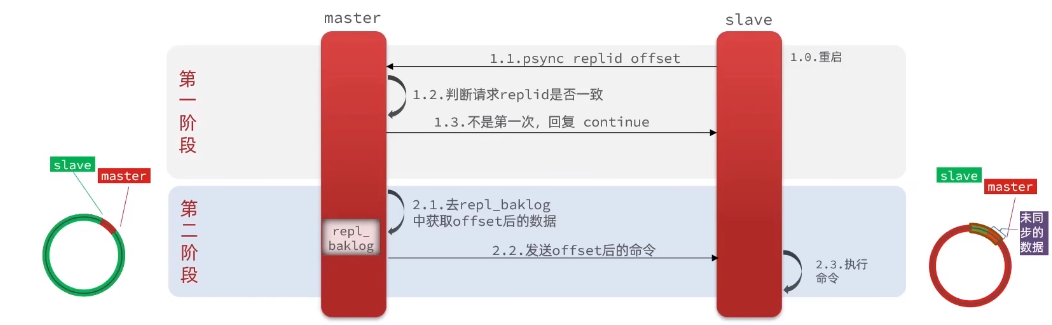 master
slave
第一阶段
1.0.重启
1.1.psync replid offset
1.2.判断请求replid是否一致
1.3.不是第一次，回复 continue
slave
master
第二阶段
2.1.去repl_baklog
中获取offset后的数据
repl_
baklog
2.2.发送offset后的命令
2.3.执行
命令
slave
master
未同
步的
数据